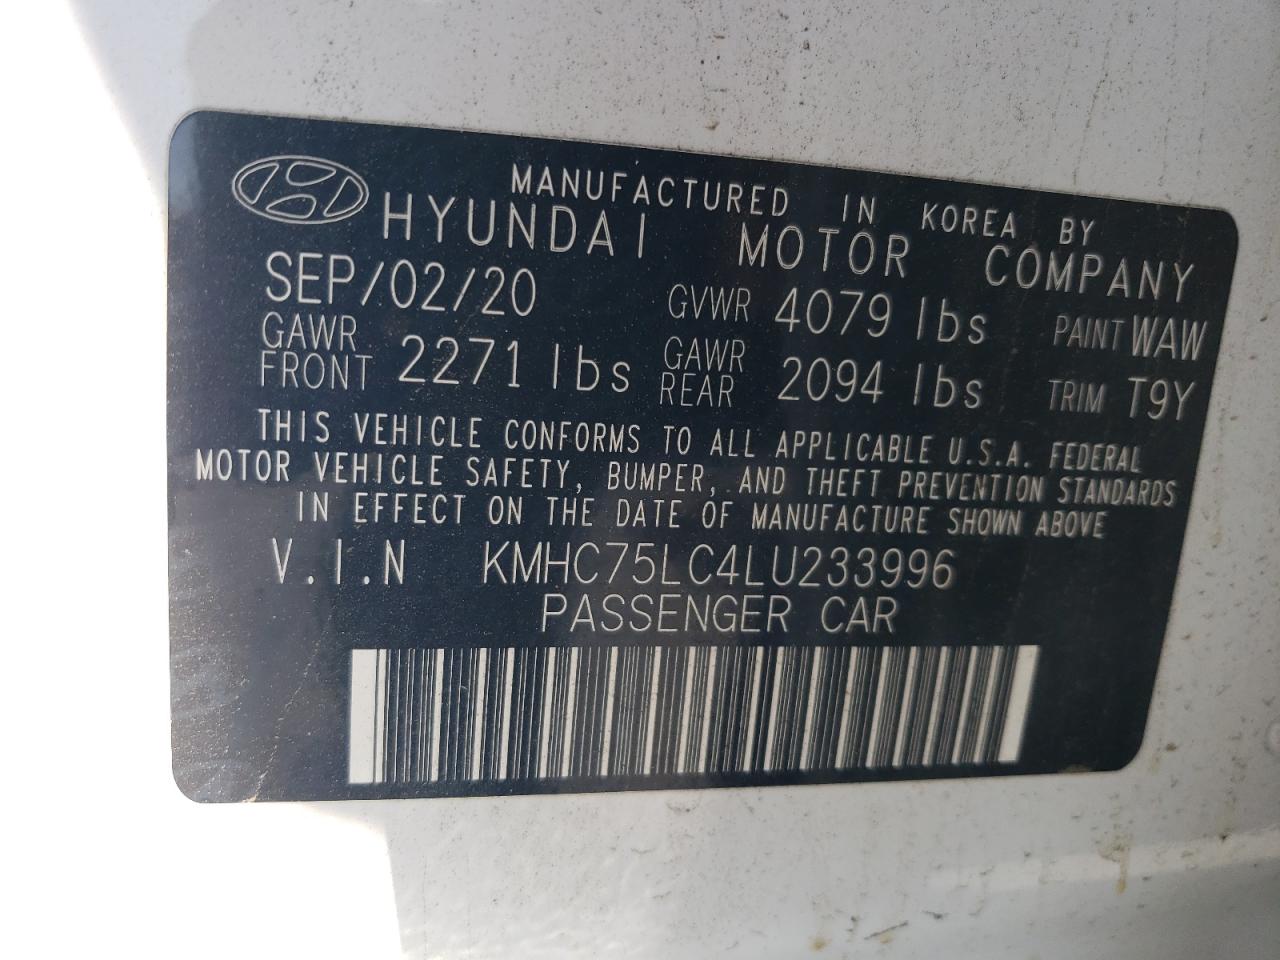 MANUFACTURED IN KOREA BY
HYUNDAI MOTOR COMPANY
SEP/02/20 GVWR 4079 lbs PAINT WAW
GAWR FRONT 2271 lbs GAWR REAR 2094 lbs TRIM T9Y
THIS VEHICLE CONFORMS TO ALL APPLICABLE U.S.A. FEDERAL
MOTOR VEHICLE SAFETY, BUMPER, AND THEFT PREVENTION STANDARDS
IN EFFECT ON THE DATE OF MANUFACTURE SHOWN ABOVE
V.I.N KMHC75LC4LU233996
PASSENGER CAR